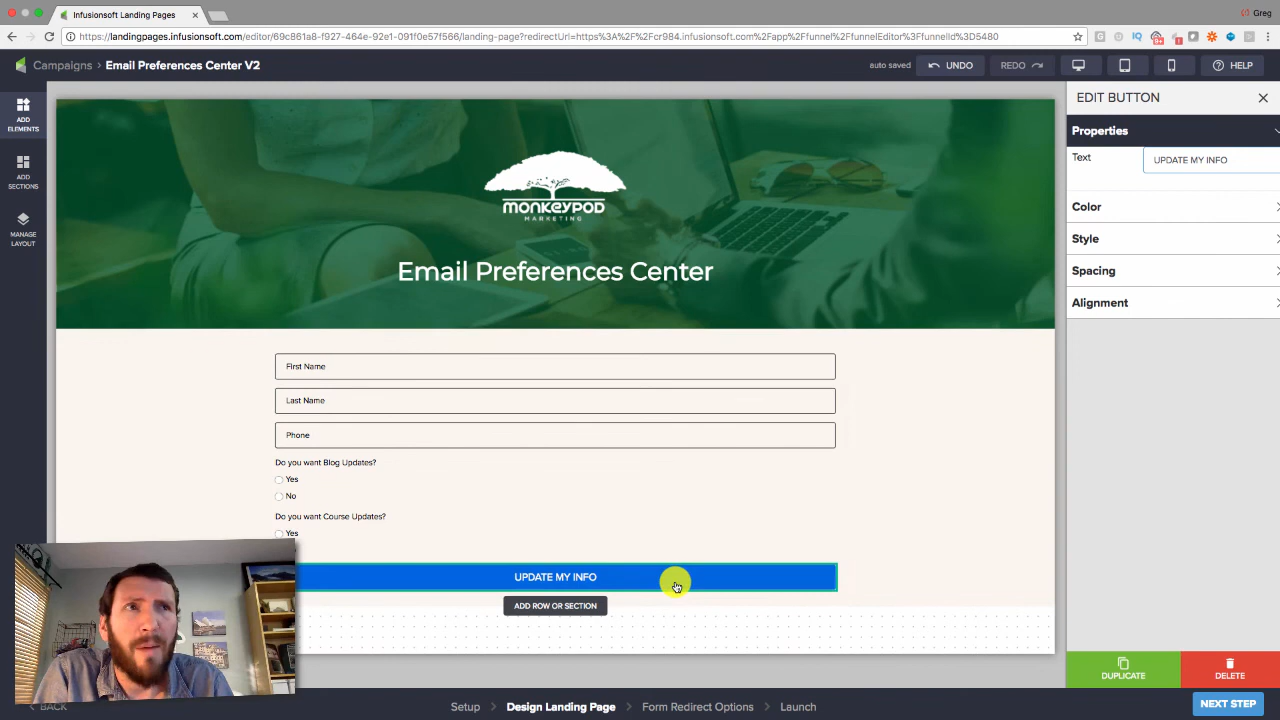 Infusionsoft Landing Pages
Greg
https://landingpages.infusionsoft.com/editor/69c861a8-f927-464e-92e1-091f0e57f566/landing-page?redirectUrl=https%3A%2F%2Fcr984.infusionsoft.com%2Fapp%2Ffunnel%2FfunnelEditor%3FfunnelId%3D5480
Campaigns > Email Preferences Center V2
auto saved
UNDO
REDO
HELP
ADD
ELEMENTS
ADD
SECTIONS
MANAGE
LAYOUT
MONKEYPOD
MARKETING
Email Preferences Center
First Name
Last Name
Phone
Do you want Blog Updates?
Yes
No
Do you want Course Updates?
Yes
UPDATE MY INFO
ADD ROW OR SECTION
EDIT BUTTON
Properties
Text
UPDATE MY INFO
Color
Style
Spacing
Alignment
DUPLICATE
DELETE
BACK
Setup > Design Landing Page > Form Redirect Options > Launch
NEXT STEP